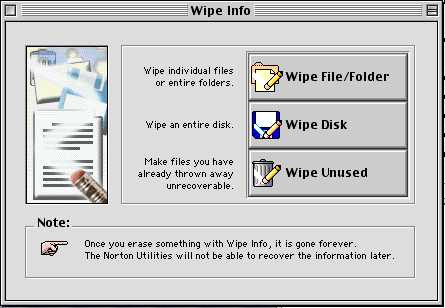 Wipe Info
Wipe individual files
or entire folders.
Wipe File/Folder
Wipe an entire disk.
Wipe Disk
Make files you have
already thrown away
unrecoverable.
Wipe Unused
Note:
Once you erase something with Wipe Info, it is gone forever.
The Norton Utilities will not be able to recover the information later.